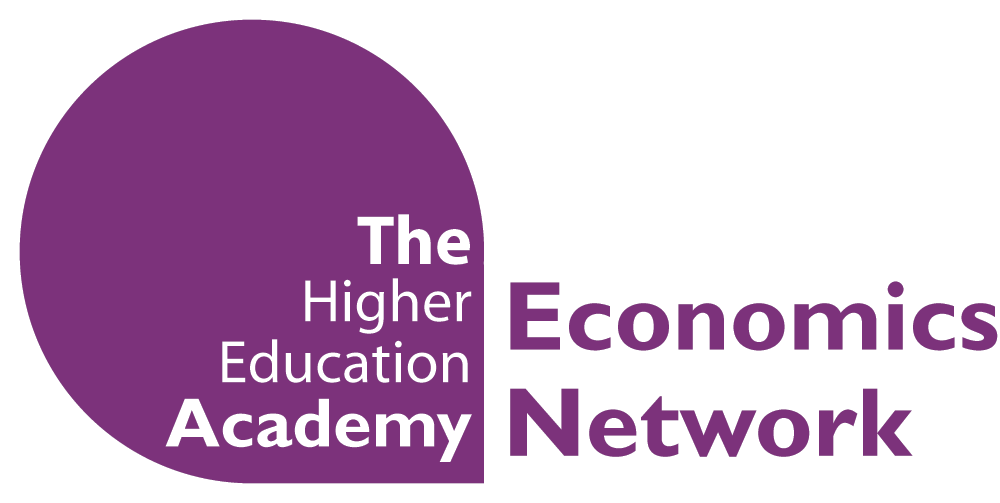 The
Higher
Education
Academy
Economics
Network